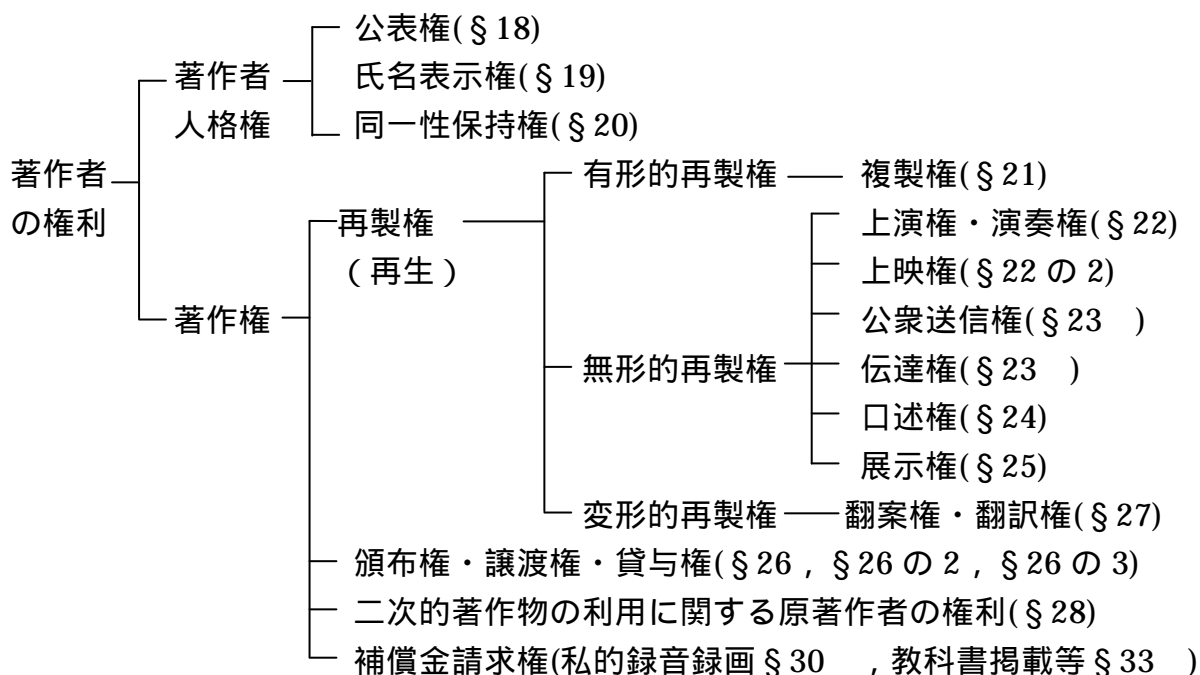 公表権(§18)
著作者
氏名表示権(§19)
人格権
同一性保持権(§20)
著作者
の権利
有形的再製権
複製権(§21)
再製権
(再生)
上演権・演奏権(§22)
上映権(§22の2)
著作権
公衆送信権(§23 )
無形的再製権
伝達権(§23 )
口述権(§24)
展示権(§25)
変形的再製権
翻案権・翻訳権(§27)
頒布権・譲渡権・貸与権(§26,§26の2,§26の3)
二次的著作物の利用に関する原著作者の権利(§28)
補償金請求権(私的録音録画§30 ,教科書掲載等§33 )